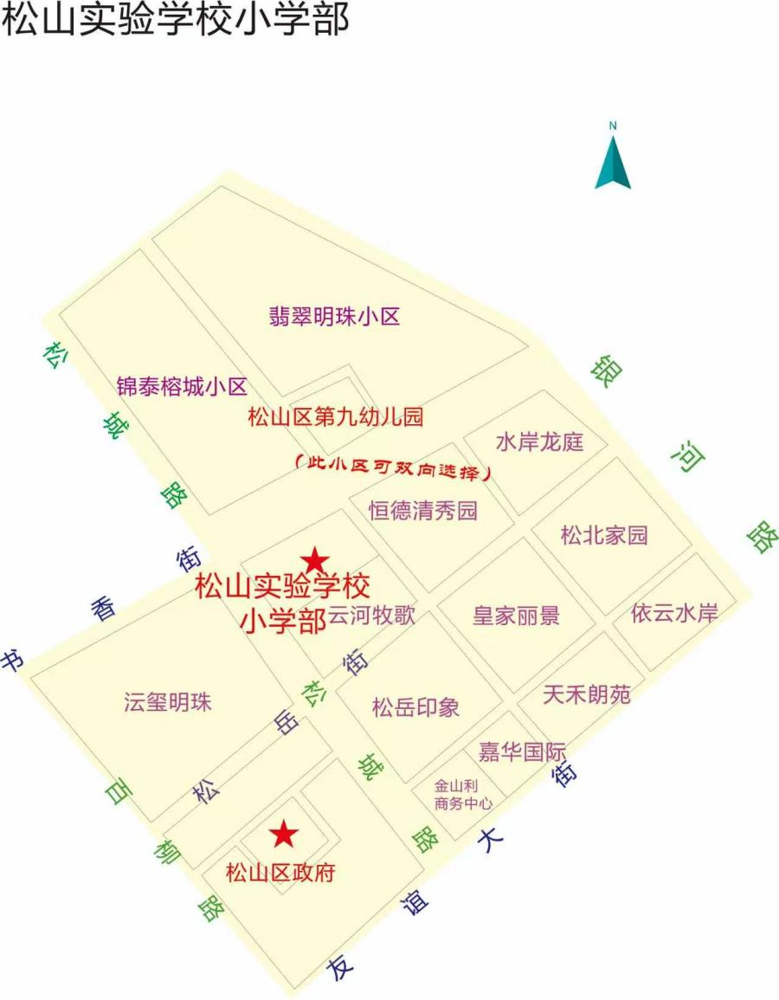 松山实验学校小学部
N
翡翠明珠小区
锦泰榕城小区
松山区第九幼儿园
（此小区可双向选择）
水岸龙庭
恒德清秀园
松北家园
松山实验学校
小学部
云河牧歌
皇家丽景
依云水岸
沄玺明珠
松岳印象
天禾朗苑
嘉华国际
金山利
商务中心
松山区政府
松城路
银河路
书香街
松岳街
松城路
百柳路
友谊大街